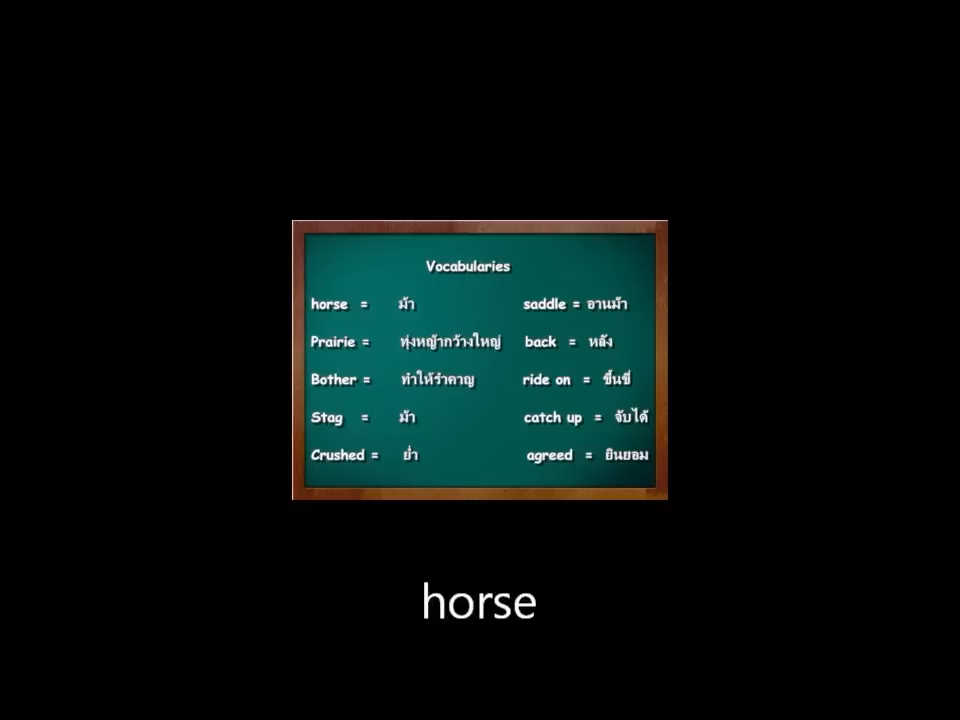 Vocabularies
horse = ม้า saddle = อานม้า
Prairie = ทุ่งหญ้ากว้างใหญ่ back = หลัง
Bother = ทำให้รำคาญ ride on = ขึ้นขี่
Stag = ม้า catch up = จับได้
Crushed = ย่ำ agreed = ยินยอม
horse